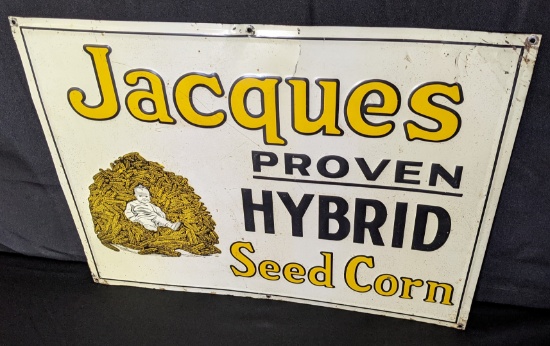 Jacques
PROVEN
HYBRID
Seed Corn